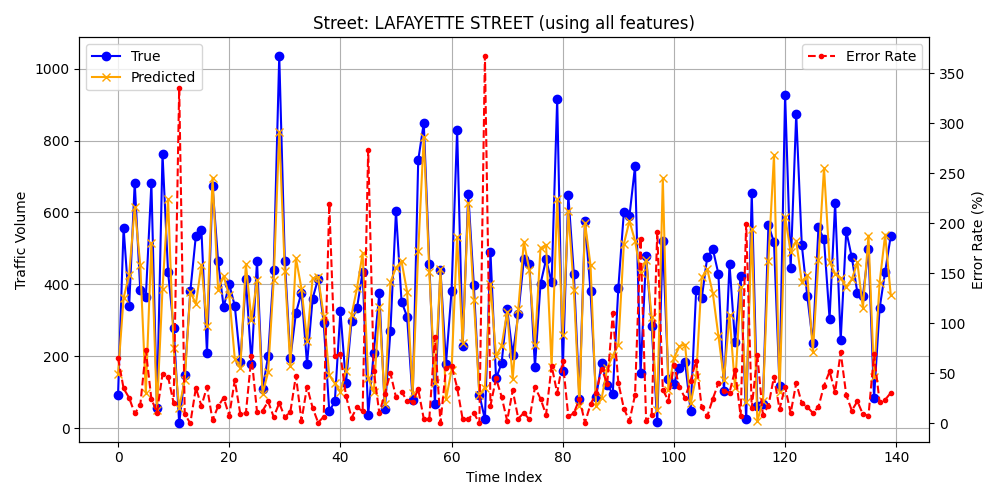 Street: LAFAYETTE STREET (using all features)
True
Predicted
Error Rate
Traffic Volume
1000
800
600
400
200
0
350
300
250
200
150
100
50
0
Error Rate (%)
0 20 40 60 80 100 120 140
Time Index